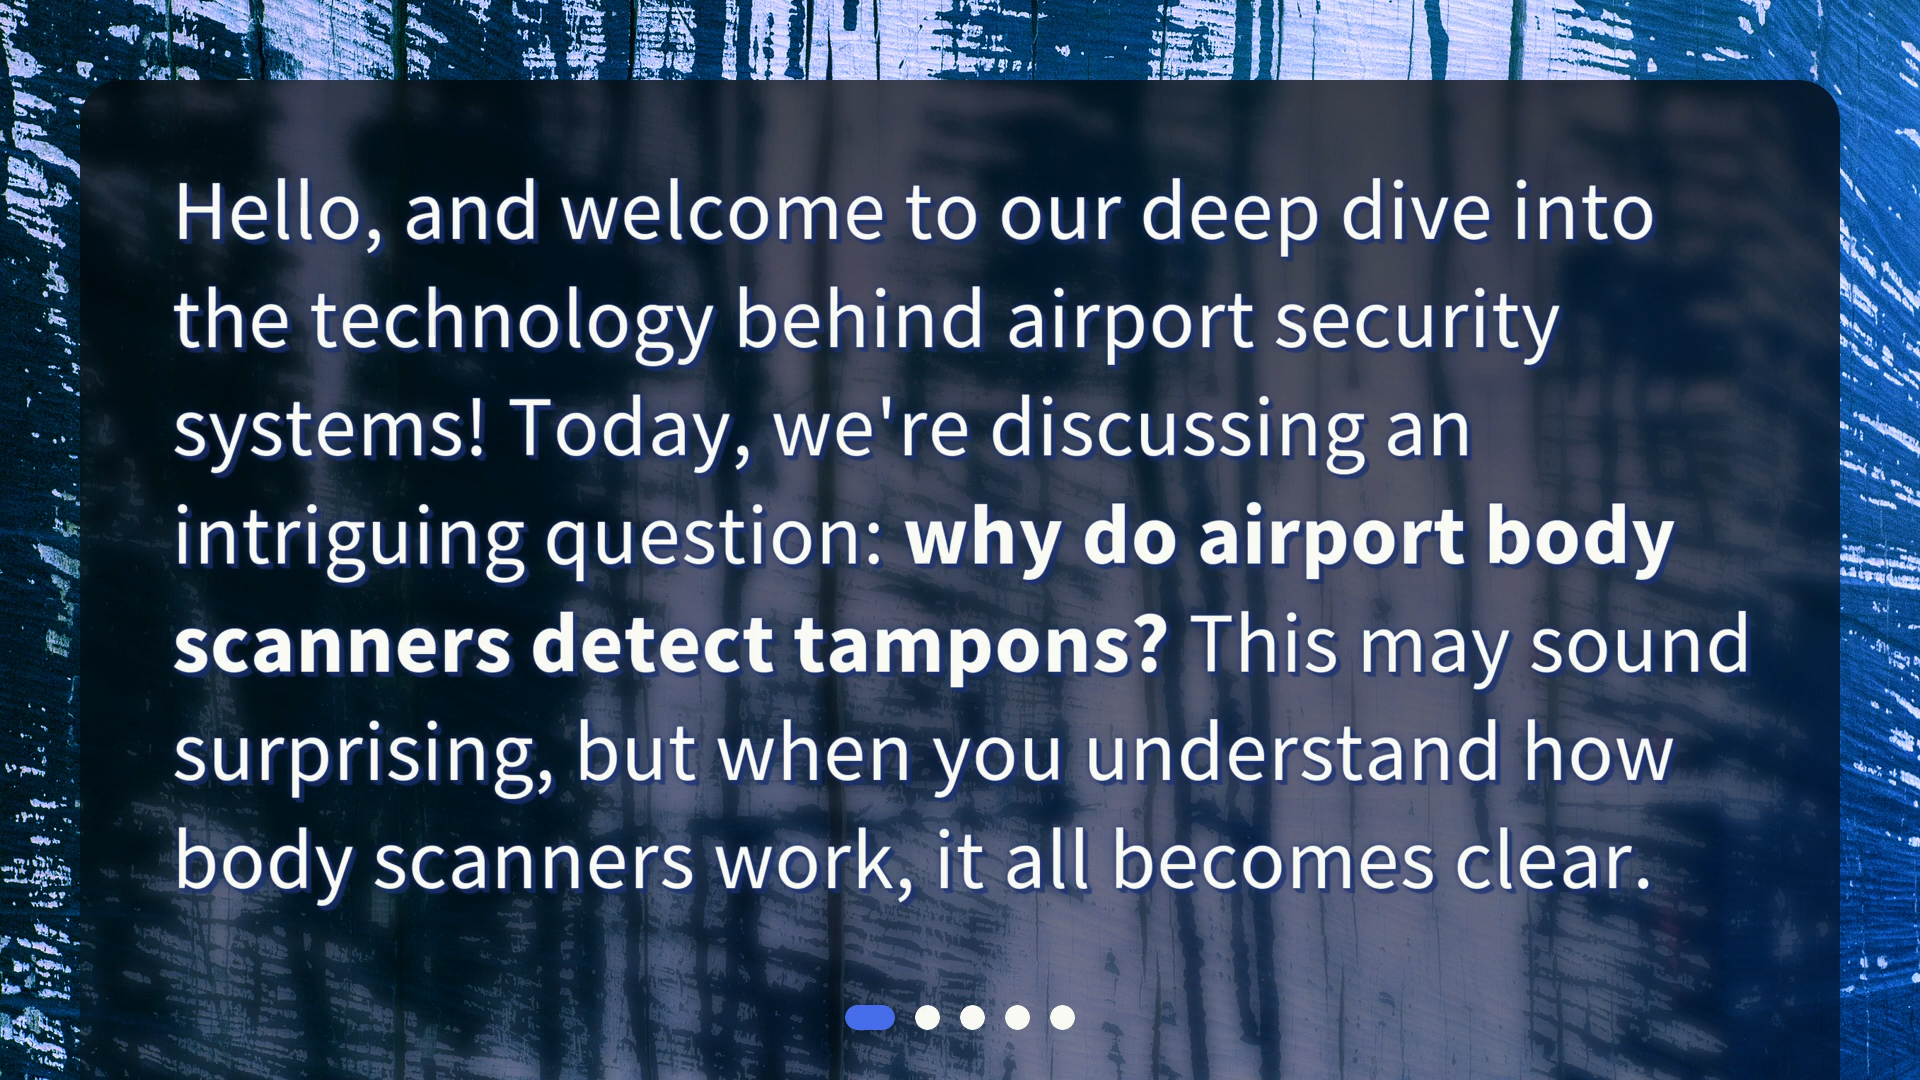 Hello, and welcome to our deep dive into
the technology behind airport security
systems! Today, we're discussing an
intriguing question: why do airport body
scanners detect tampons? This may sound
surprising, but when you understand how
body scanners work, it all becomes clear.